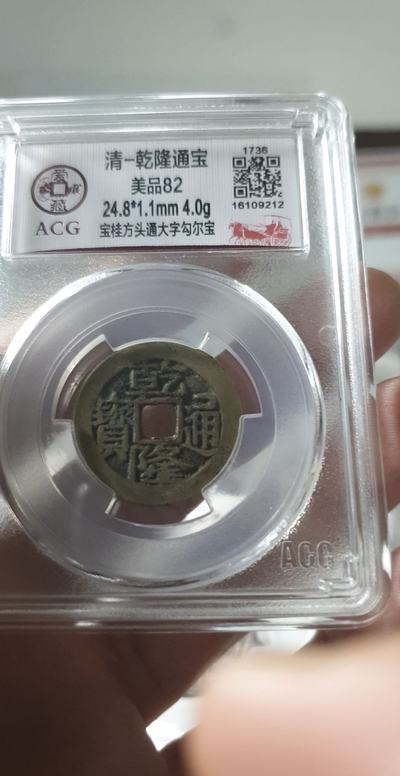 清-乾隆通宝
美品82
24.8*1.1mm 4.0g
宝桂方头通大字勾尔宝
ACG
1736
16109212
乾
隆
通
寶
ACG